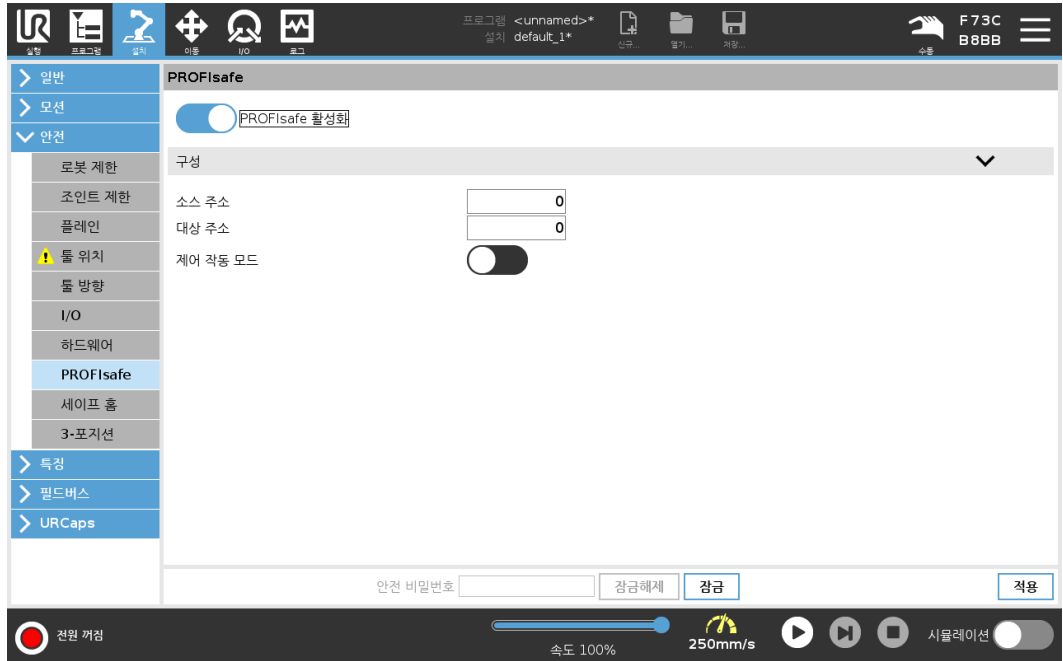 실행 프로그램 설치 이동 I/O 로그
프로그램 <unnamed>*
설치 default_1*
신규... 열기... 저장...
수동
F73C
B8BB
일반
모션
안전
로봇 제한
조인트 제한
플레인
툴 위치
툴 방향
I/O
하드웨어
PROFIsafe
세이프 홈
3-포지션
특징
필드버스
URCaps
PROFIsafe
PROFIsafe 활성화
구성
소스 주소 0
대상 주소 0
제어 작동 모드
안전 비밀번호 잠금해제 잠금 적용
전원 꺼짐
속도 100%
250mm/s
시뮬레이션